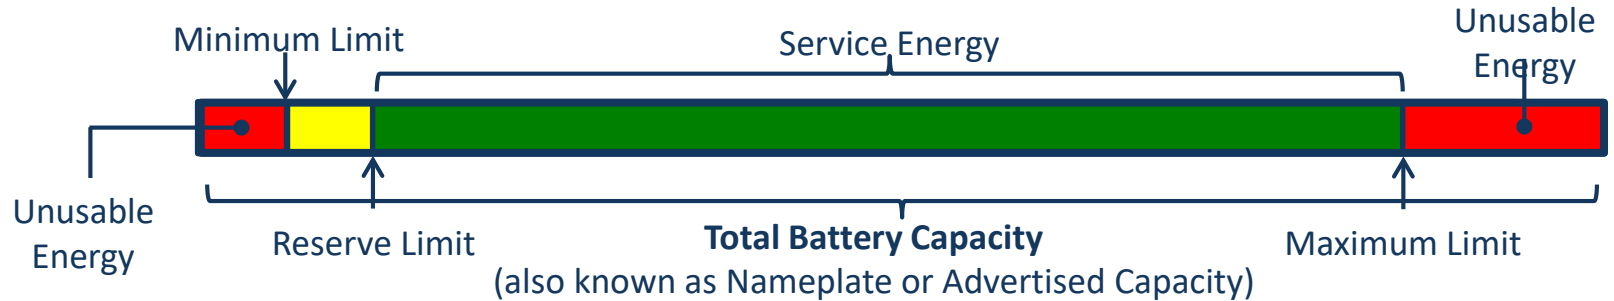 Minimum Limit
Service Energy
Unusable
Energy
Unusable
Energy
Reserve Limit
Total Battery Capacity
(also known as Nameplate or Advertised Capacity)
Maximum Limit